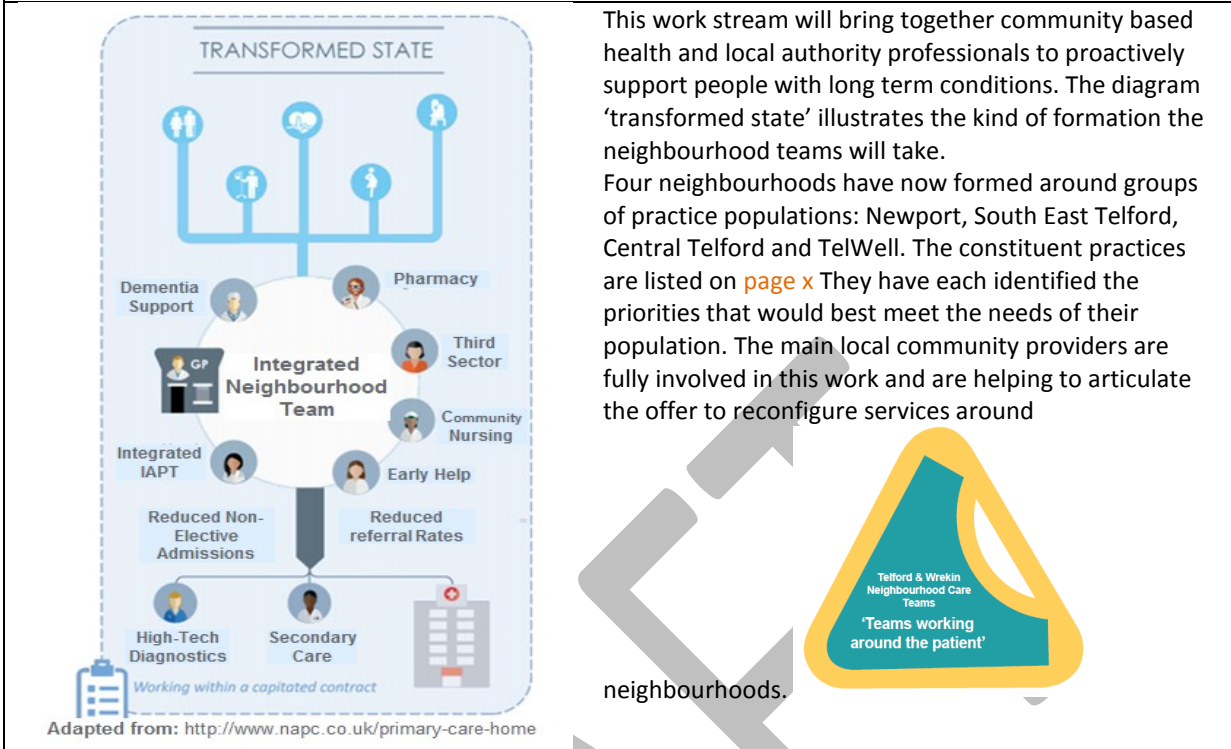 TRANSFORMED STATE
Dementia
Support
Pharmacy
GP
Integrated
Neighbourhood
Team
Third
Sector
Community
Nursing
Integrated
IAPT
Early Help
Reduced Non-
Elective
Admissions
Reduced
referral Rates
High-Tech
Diagnostics
Secondary
Care
Working within a capitated contract
Adapted from: http://www.napc.co.uk/primary-care-home
This work stream will bring together community based
health and local authority professionals to proactively
support people with long term conditions. The diagram
‘transformed state’ illustrates the kind of formation the
neighbourhood teams will take.
Four neighbourhoods have now formed around groups
of practice populations: Newport, South East Telford,
Central Telford and TelWell. The constituent practices
are listed on page x They have each identified the
priorities that would best meet the needs of their
population. The main local community providers are
fully involved in this work and are helping to articulate
the offer to reconfigure services around
Telford & Wrekin
Neighbourhood Care
Teams
‘Teams working
around the patient’
neighbourhoods.